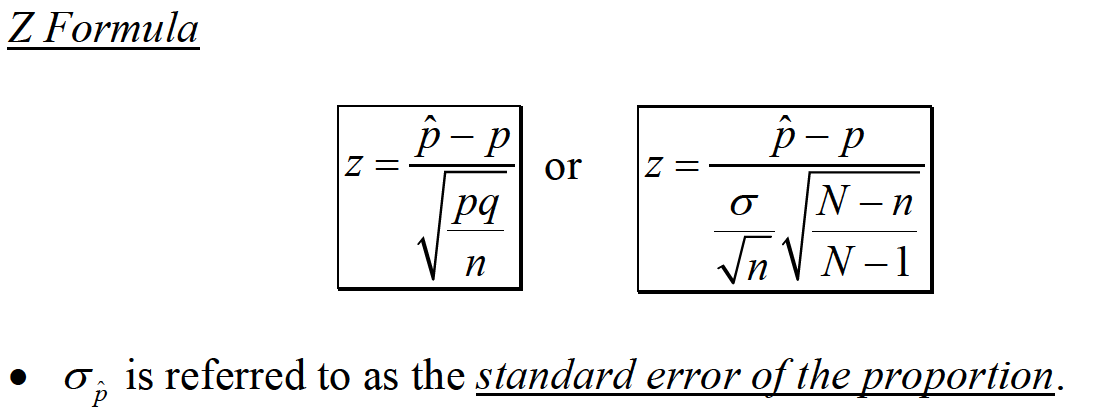 Z Formula
z = (p̂ − p) / √(pq / n) or z = (p̂ − p) / ((σ / √n) √((N − n) / (N − 1)))
• σ_p̂ is referred to as the standard error of the proportion.